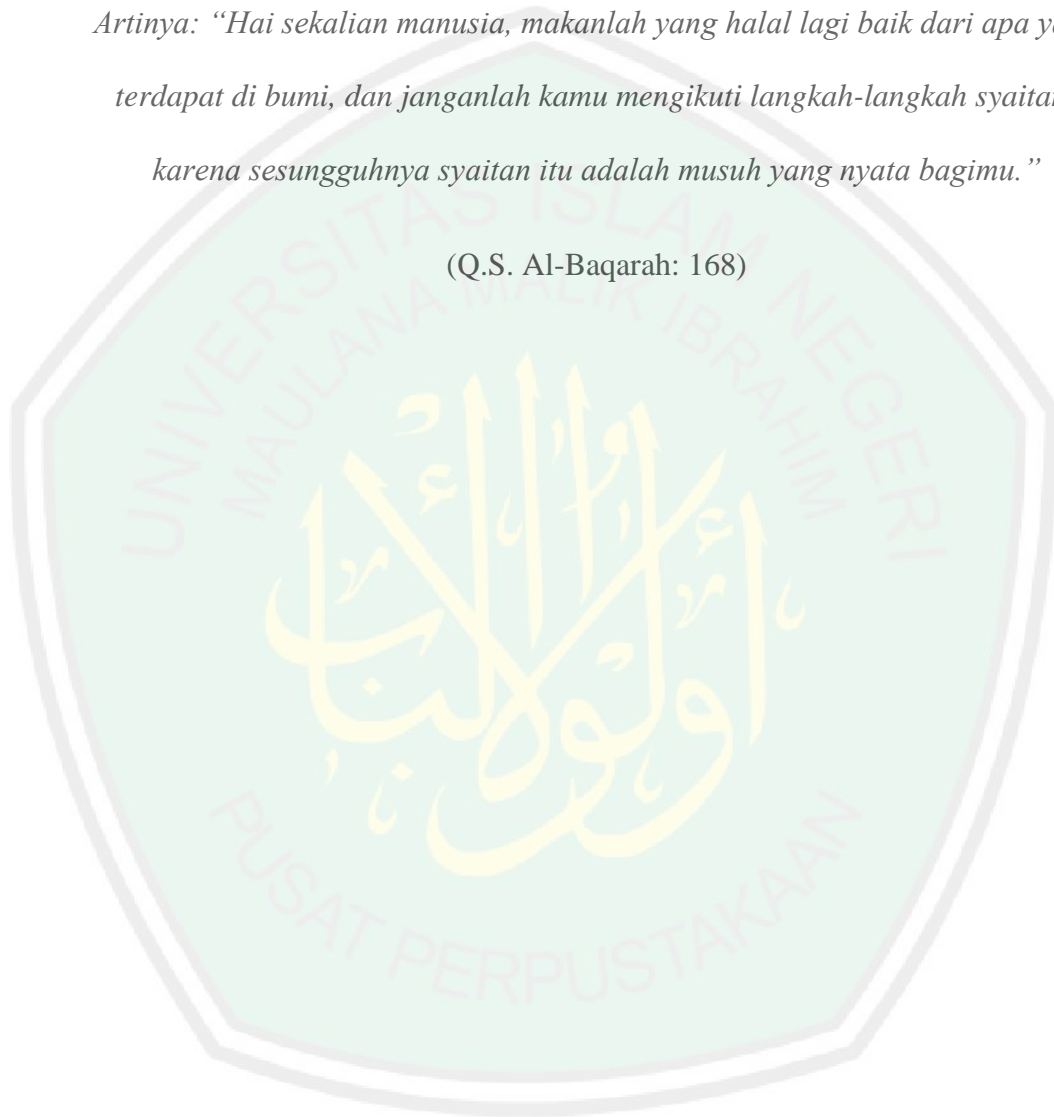 Artinya: “Hai sekalian manusia, makanlah yang halal lagi baik dari apa
terdapat di bumi, dan janganlah kamu mengikuti langkah-langkah
karena sesungguhnya syaitan itu adalah musuh yang nyata bagimu.”
(Q.S. Al-Baqarah: 168)
UNIVERSITAS ISLAM NEGERI
MAULANA MALIK IBRAHIM
أولوا الألباب
PUSAT PERPUSTAKAAN